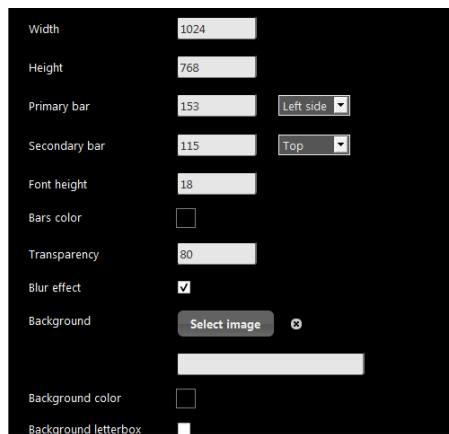 Width 1024
Height 768
Primary bar 153 Left side
Secondary bar 115 Top
Font height 18
Bars color
Transparency 80
Blur effect
Background Select image
Background color
Background letterbox